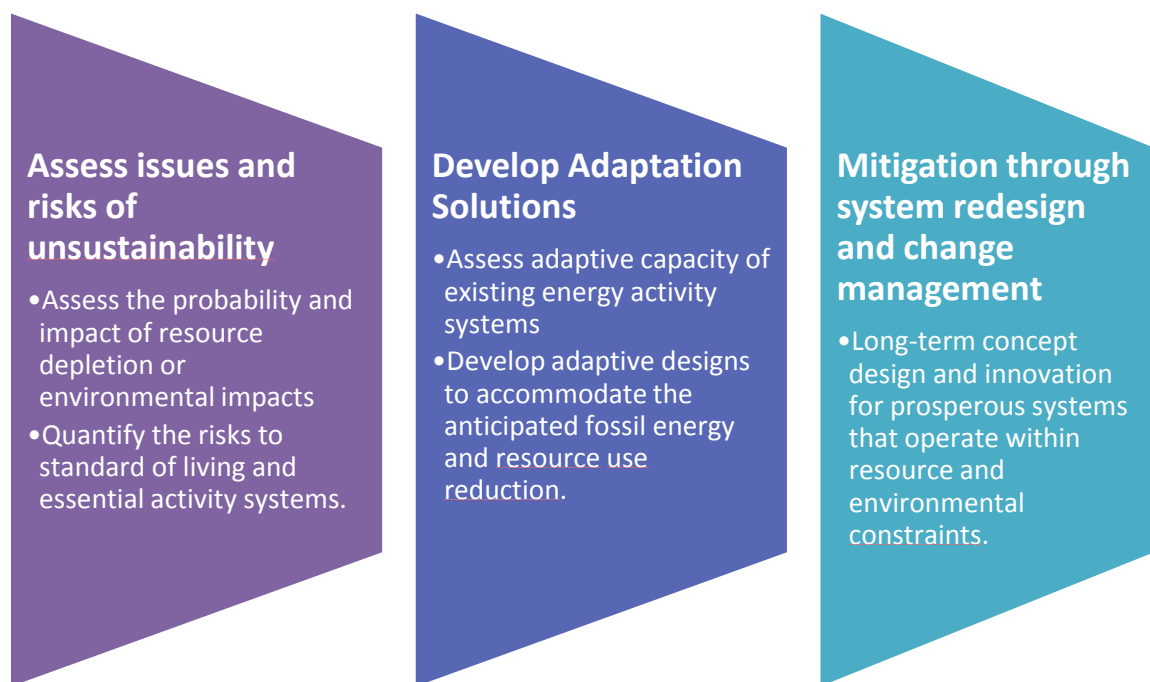 Assess issues and
risks of
unsustainability
•Assess the probability and
impact of resource
depletion or
environmental impacts
•Quantify the risks to
standard of living and
essential activity systems.
Develop Adaptation
Solutions
•Assess adaptive capacity of
existing energy activity
systems
•Develop adaptive designs
to accommodate the
anticipated fossil energy
and resource use
reduction.
Mitigation through
system redesign
and change
management
•Long-term concept
design and innovation
for prosperous systems
that operate within
resource and
environmental
constraints.